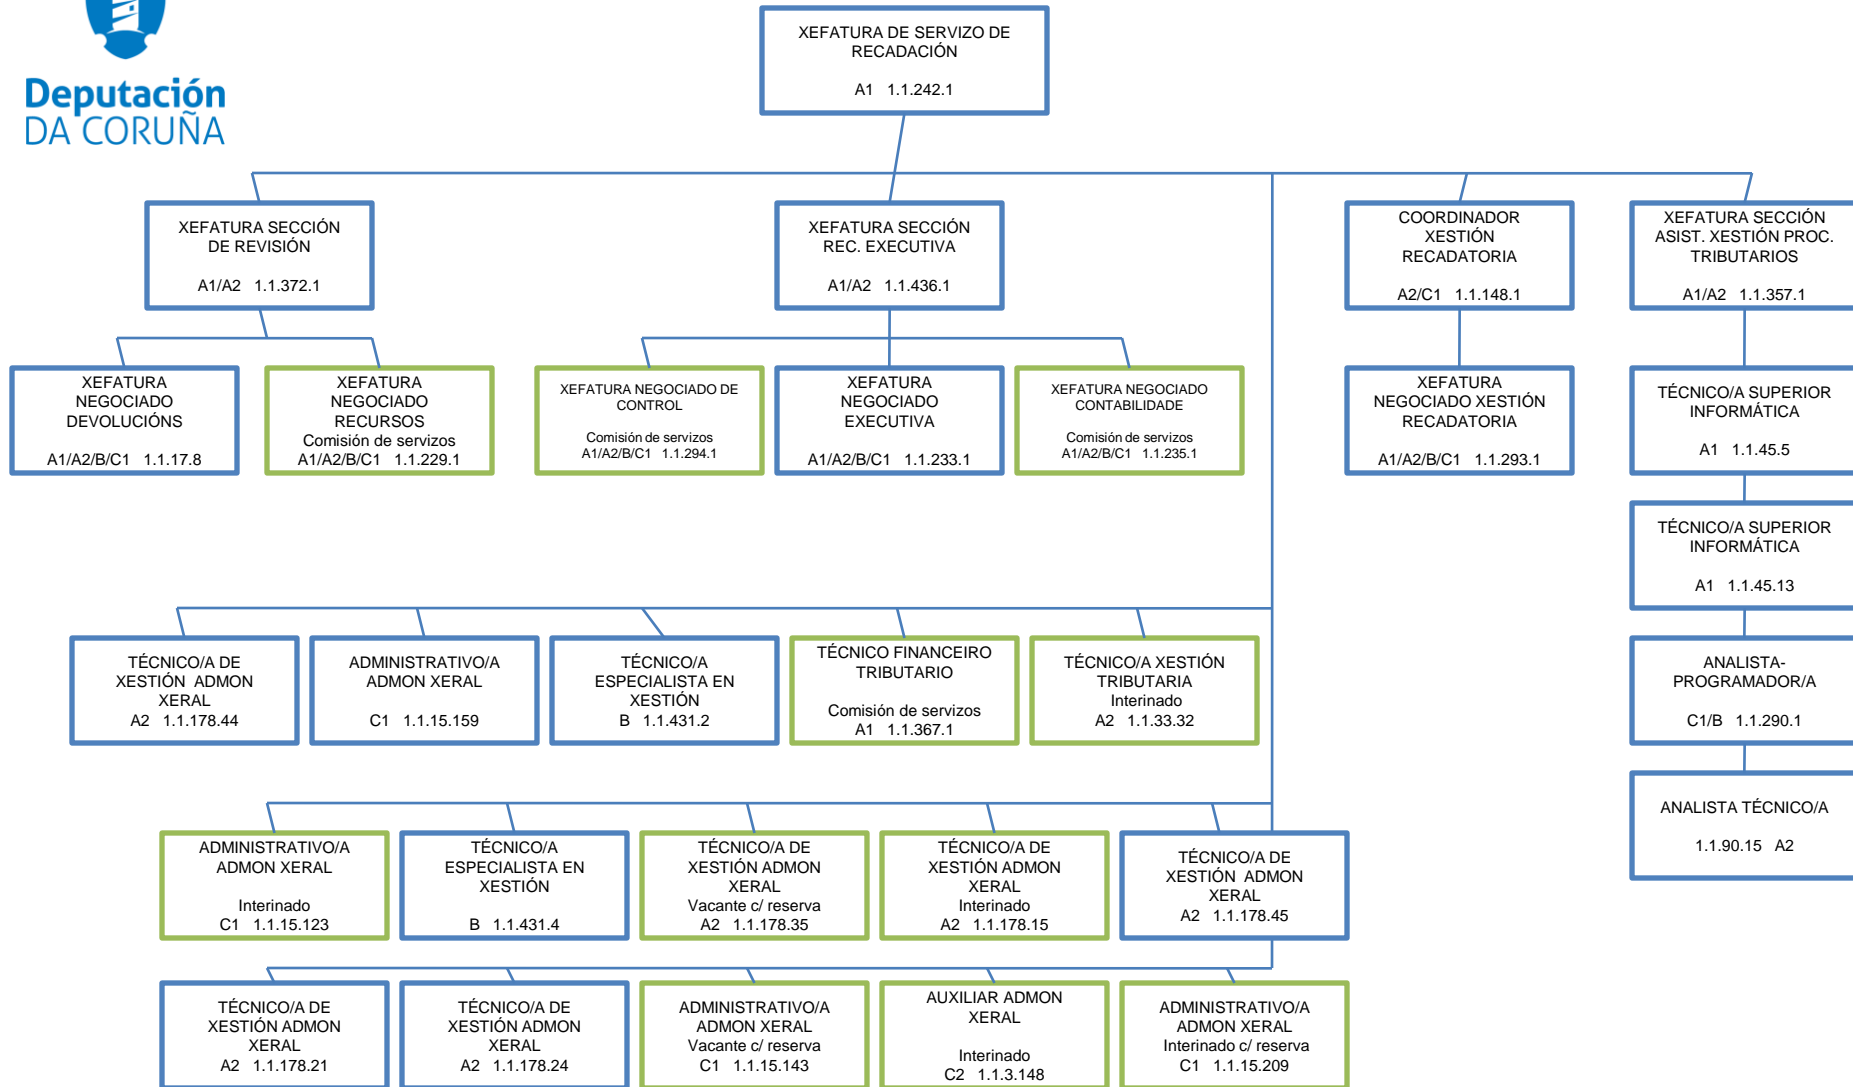 Deputación
DA CORUÑA
XEFATURA DE SERVIZO DE
RECADACIÓN
A1 1.1.242.1
XEFATURA SECCIÓN
DE REVISIÓN
A1/A2 1.1.372.1
XEFATURA SECCIÓN
REC. EXECUTIVA
A1/A2 1.1.436.1
COORDINADOR
XESTIÓN
RECADATORIA
A2/C1 1.1.148.1
XEFATURA SECCIÓN
ASIST. XESTIÓN PROC.
TRIBUTARIOS
A1/A2 1.1.357.1
XEFATURA
NEGOCIADO
DEVOLUCIÓNS
A1/A2/B/C1 1.1.17.8
XEFATURA
NEGOCIADO
RECURSOS
Comisión de servizos
A1/A2/B/C1 1.1.229.1
XEFATURA NEGOCIADO DE
CONTROL
Comisión de servizos
A1/A2/B/C1 1.1.294.1
XEFATURA
NEGOCIADO
EXECUTIVA
A1/A2/B/C1 1.1.233.1
XEFATURA NEGOCIADO
CONTABILIDADE
Comisión de servizos
A1/A2/B/C1 1.1.235.1
XEFATURA
NEGOCIADO XESTIÓN
RECADATORIA
A1/A2/B/C1 1.1.293.1
TÉCNICO/A SUPERIOR
INFORMÁTICA
A1 1.1.45.5
TÉCNICO/A SUPERIOR
INFORMÁTICA
A1 1.1.45.13
TÉCNICO/A DE
XESTIÓN ADMON
XERAL
A2 1.1.178.44
ADMINISTRATIVO/A
ADMON XERAL
C1 1.1.15.159
TÉCNICO/A
ESPECIALISTA EN
XESTIÓN
B 1.1.431.2
TÉCNICO FINANCEIRO
TRIBUTARIO
Comisión de servizos
A1 1.1.367.1
TÉCNICO/A XESTIÓN
TRIBUTARIA
Interinado
A2 1.1.33.32
ANALISTA-
PROGRAMADOR/A
C1/B 1.1.290.1
ANALISTA TÉCNICO/A
1.1.90.15 A2
ADMINISTRATIVO/A
ADMON XERAL
Interinado
C1 1.1.15.123
TÉCNICO/A
ESPECIALISTA EN
XESTIÓN
B 1.1.431.4
TÉCNICO/A DE
XESTIÓN ADMON
XERAL
Vacante c/ reserva
A2 1.1.178.35
TÉCNICO/A DE
XESTIÓN ADMON
XERAL
Interinado
A2 1.1.178.15
TÉCNICO/A DE
XESTIÓN ADMON
XERAL
A2 1.1.178.45
TÉCNICO/A DE
XESTIÓN ADMON
XERAL
A2 1.1.178.21
TÉCNICO/A DE
XESTIÓN ADMON
XERAL
A2 1.1.178.24
ADMINISTRATIVO/A
ADMON XERAL
Vacante c/ reserva
C1 1.1.15.143
AUXILIAR ADMON
XERAL
Interinado
C2 1.1.3.148
ADMINISTRATIVO/A
ADMON XERAL
Interinado c/ reserva
C1 1.1.15.209